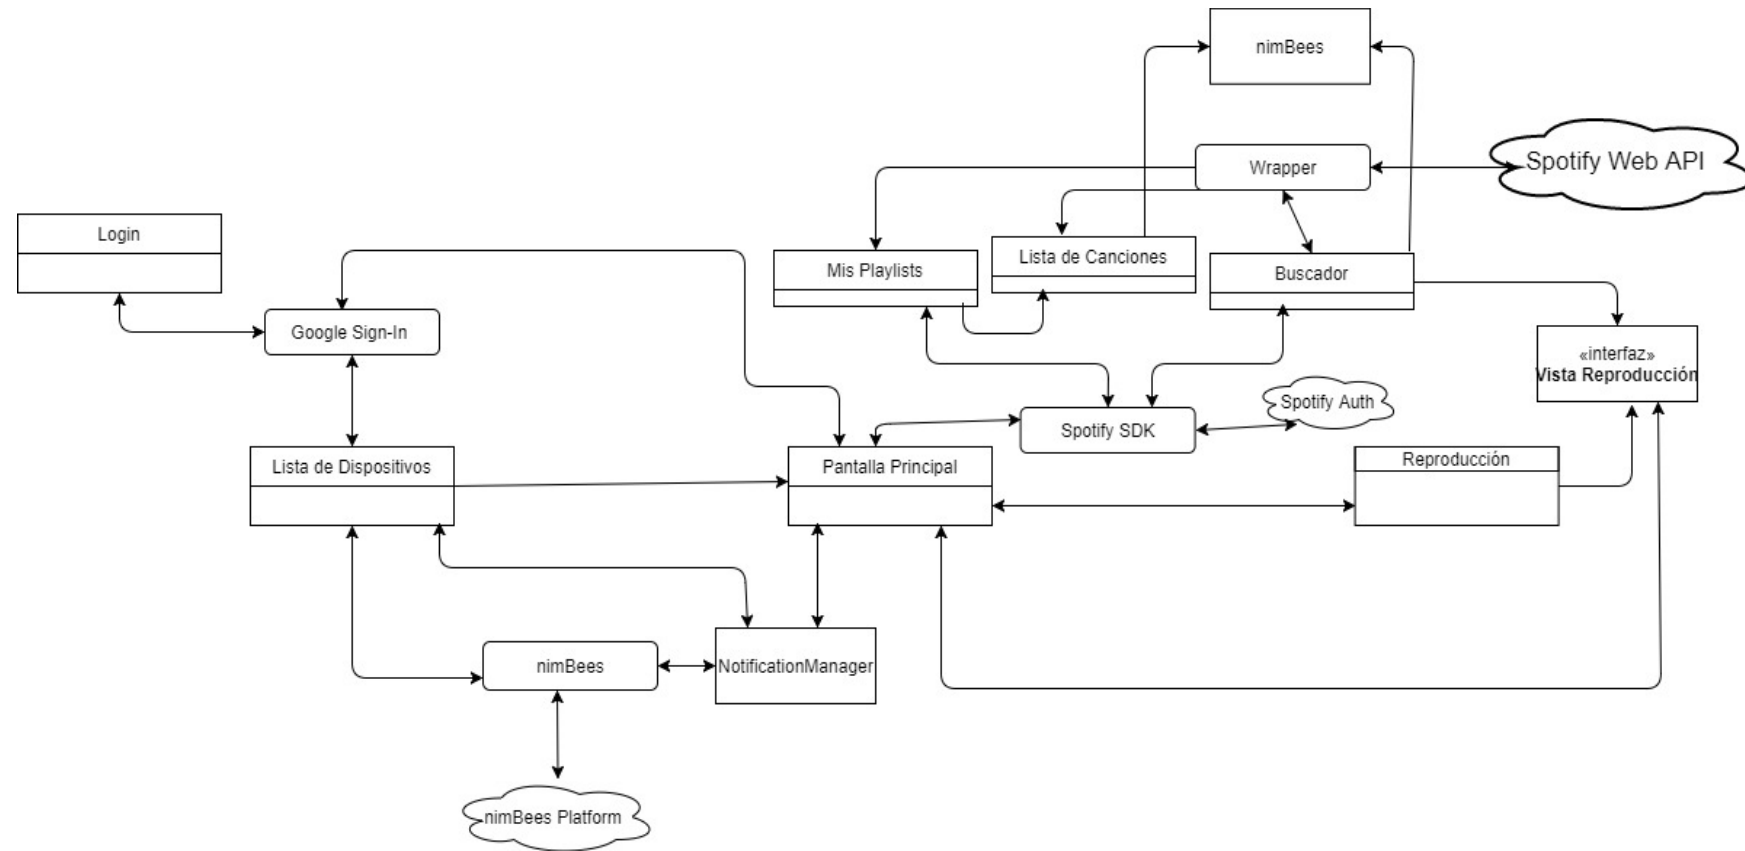 nimBees
Wrapper
Spotify Web API
Login
Lista de Canciones
Mis Playlists
Buscador
Google Sign-In
«interfaz»
Vista Reproducción
Spotify Auth
Spotify SDK
Lista de Dispositivos
Pantalla Principal
Reproducción
nimBees
NotificationManager
nimBees Platform